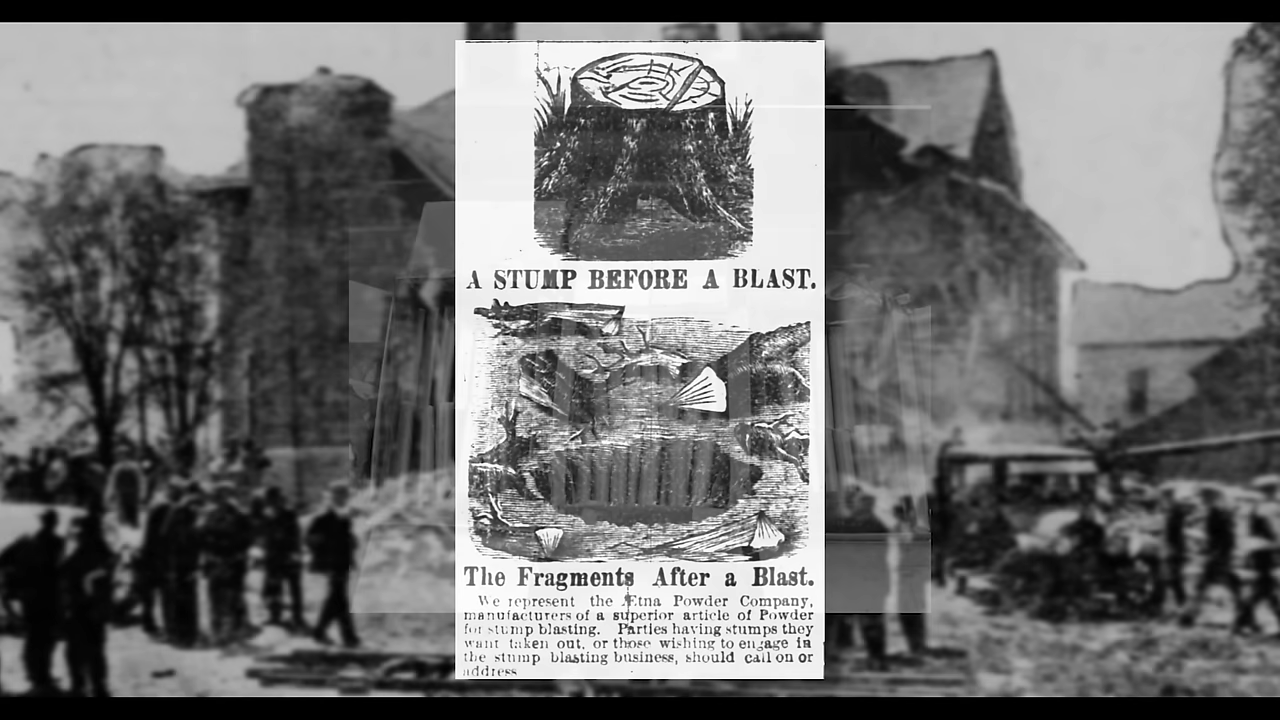 A STUMP BEFORE A BLAST.
The Fragments After a Blast.
We represent the Ætna Powder Company,
manufacturers of a superior article of Powder
for stump blasting. Parties having stumps they
want taken out, or those wishing to engage in
the stump blasting business, should call on or
address